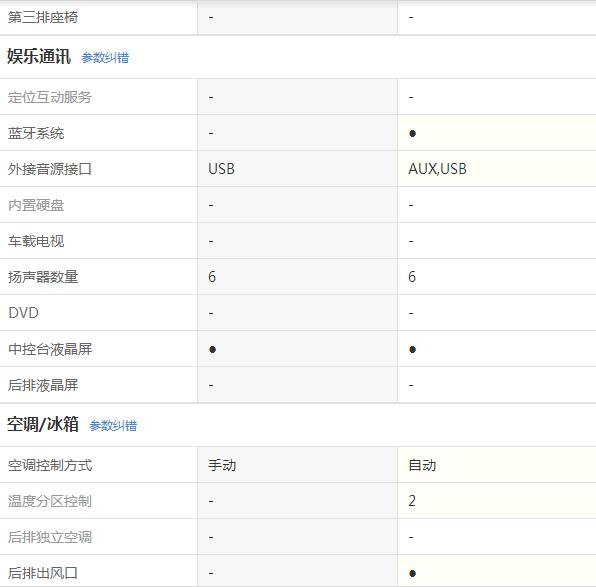 第三排座椅 - -
娱乐通讯 参数纠错
定位互动服务 - -
蓝牙系统 - ●
外接音源接口 USB AUX,USB
内置硬盘 - -
车载电视 - -
扬声器数量 6 6
DVD - -
中控台液晶屏 ● ●
后排液晶屏 - -
空调/冰箱 参数纠错
空调控制方式 手动 自动
温度分区控制 - 2
后排独立空调 - -
后排出风口 - ●